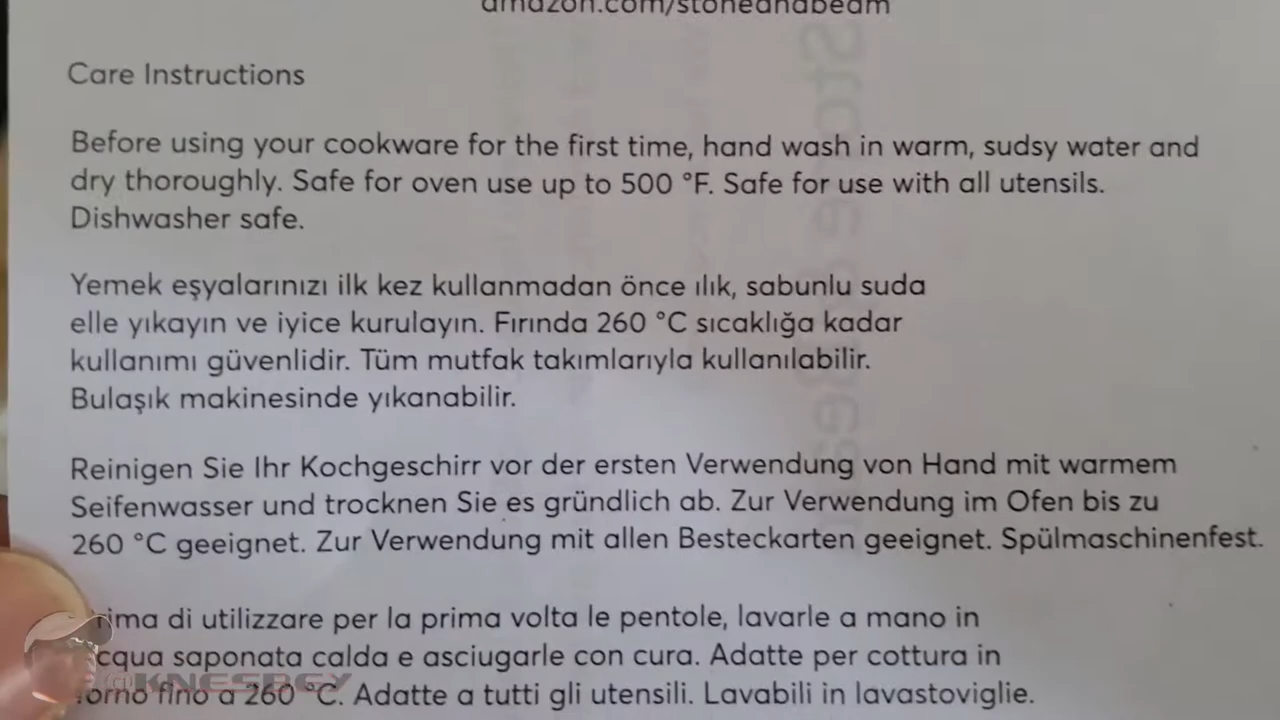 amazon.com/stoneandbeam
Care Instructions
Before using your cookware for the first time, hand wash in warm, sudsy water and
dry thoroughly. Safe for oven use up to 500 °F. Safe for use with all utensils.
Dishwasher safe.
Yemek eşyalarınızı ilk kez kullanmadan önce ılık, sabunlu suda
elle yıkayın ve iyice kurulayın. Fırında 260 °C sıcaklığa kadar
kullanımı güvenlidir. Tüm mutfak takımlarıyla kullanılabilir.
Bulaşık makinesinde yıkanabilir.
Reinigen Sie Ihr Kochgeschirr vor der ersten Verwendung von Hand mit warmem
Seifenwasser und trocknen Sie es gründlich ab. Zur Verwendung im Ofen bis zu
260 °C geeignet. Zur Verwendung mit allen Besteckarten geeignet. Spülmaschinenfest.
di utilizzare per la prima volta le pentole, lavarle a mano in
saponata calda e asciugarle con cura. Adatte per cottura in
fino a 260 °C. Adatte a tutti gli utensili. Lavabili in lavastoviglie.
KNESBEY